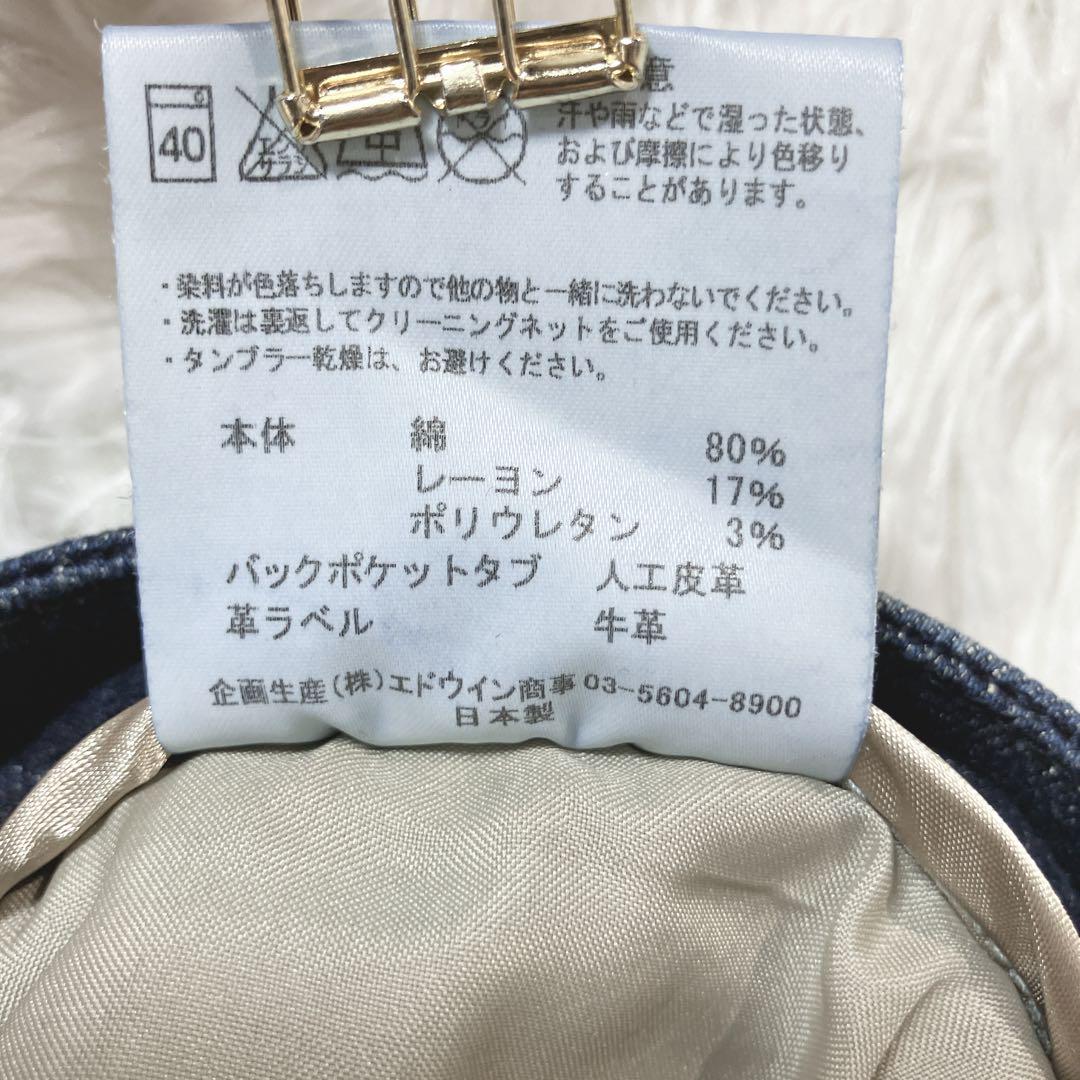 40
エンソ
サラシ
中
意
汗や雨などで湿った状態、
および摩擦により色移り
することがあります。
・染料が色落ちしますので他の物と一緒に洗わないでください。
・洗濯は裏返してクリーニングネットをご使用ください。
・タンブラー乾燥は、お避けください。
本体 綿 80%
レーヨン 17%
ポリウレタン 3%
バックポケットタブ 人工皮革
革ラベル 牛革
企画生産(株)エドウイン商事 03-5604-8900
日本製